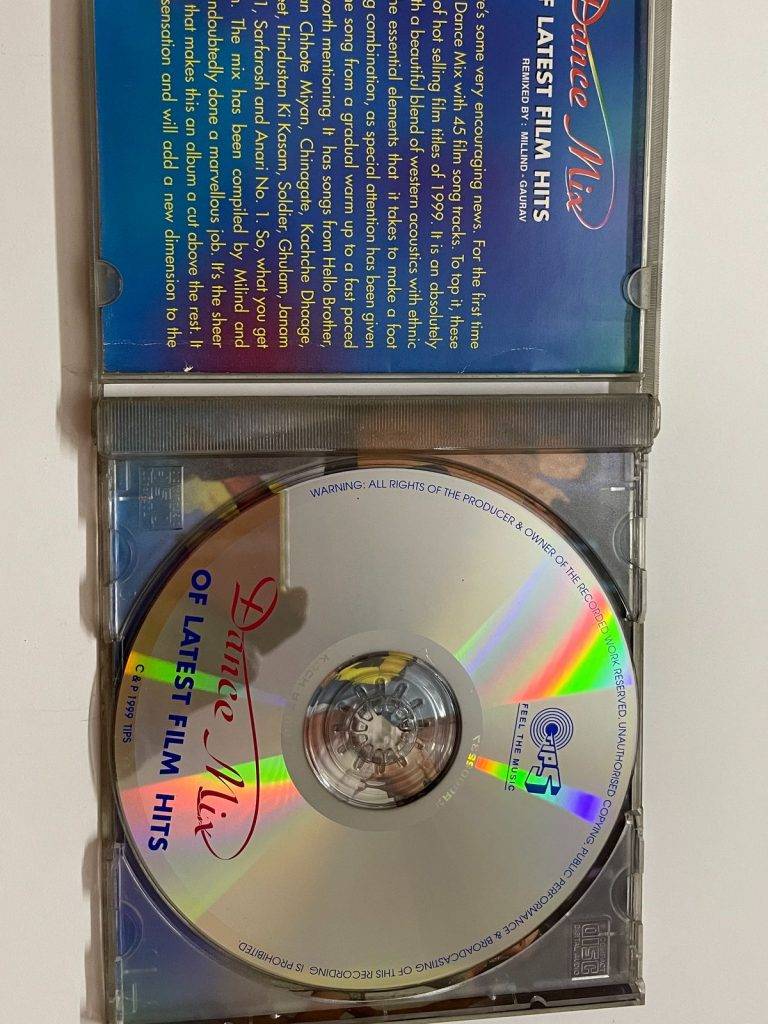 Dance Mix
OF LATEST FILM HITS
REMIXED BY : MILLIND - GAURAV
some very encouraging news. For the first time
Dance Mix with 45 film song tracks. To top it, these
of hot selling film titles of 1999. It is an absolutely
a beautiful blend of western acoustics with ethnic
essential elements that it takes to make a foot
combination, as special attention has been given
song from a gradual warm up to a fast paced
mentioning. It has songs from Hello Brother,
Chhote Miyan, Chinagate, Kachche Dhaage,
Hindustan Ki Kasam, Soldier, Ghulam, Janam
1, Sarfarosh and Anari No. 1. So, what you get
The mix has been compiled by Milind and
done a marvellous job. It's the sheer
that makes this an album a cut above the rest. It
sensation and will add a new dimension to the
WARNING: ALL RIGHTS OF THE PRODUCER & OWNER OF THE RECORDED WORK RESERVED. UNAUTHORISED COPYING, PUBLIC PERFORMANCE & BROADCASTING OF THIS RECORDING IS PROHIBITED
TIPS
FEEL THE MUSIC
Dance Mix
OF LATEST FILM HITS
C & P 1999 TIPS
COMPACT
disc
DIGITAL AUDIO